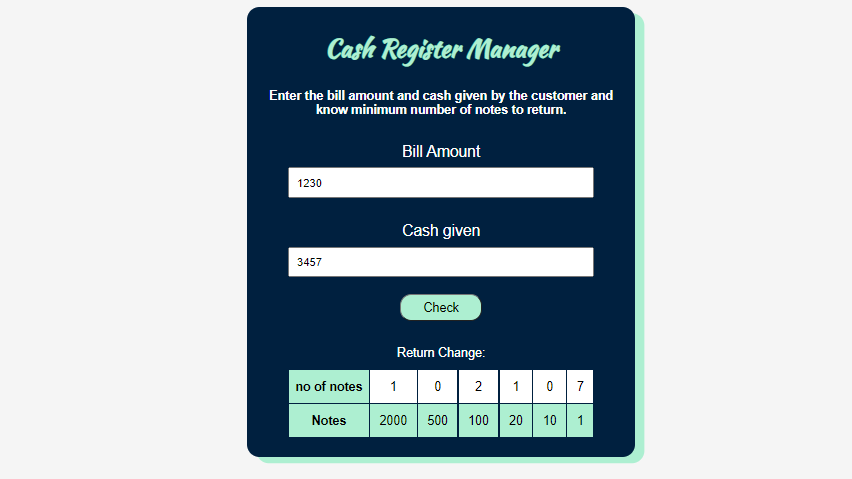 Cash Register Manager
Enter the bill amount and cash given by the customer and
know minimum number of notes to return.
Bill Amount
1230
Cash given
3457
Check
Return Change:
no of notes 1 0 2 1 0 7
Notes 2000 500 100 20 10 1